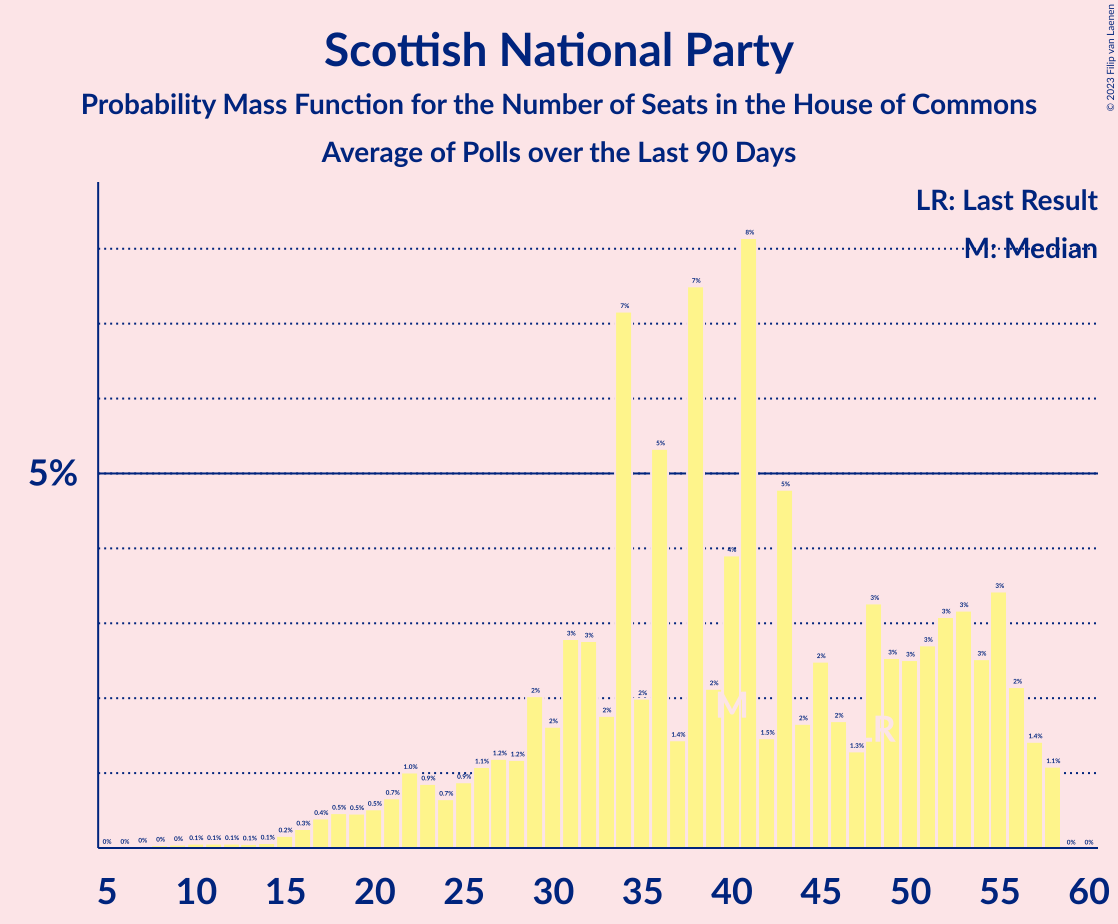 Scottish National Party
Probability Mass Function for the Number of Seats in the House of Commons
Average of Polls over the Last 90 Days
© 2023 Filip van Laenen
LR: Last Result
M: Median
5%
0% 0% 0% 0% 0% 0.1% 0.1% 0.1% 0.1% 0.1% 0.2% 0.3% 0.4% 0.5% 0.5% 0.5% 0.7% 1.0% 0.9% 0.7% 0.9% 1.1% 1.2% 1.2% 2% 2% 3% 3% 2% 7% 2% 5% 1.4% 7% 2% 4% 8% 1.5% 5% 2% 2% 2% 1.3% 3% 3% 3% 3% 3% 3% 3% 3% 2% 1.4% 1.1% 0% 0%
M
LR
5 10 15 20 25 30 35 40 45 50 55 60